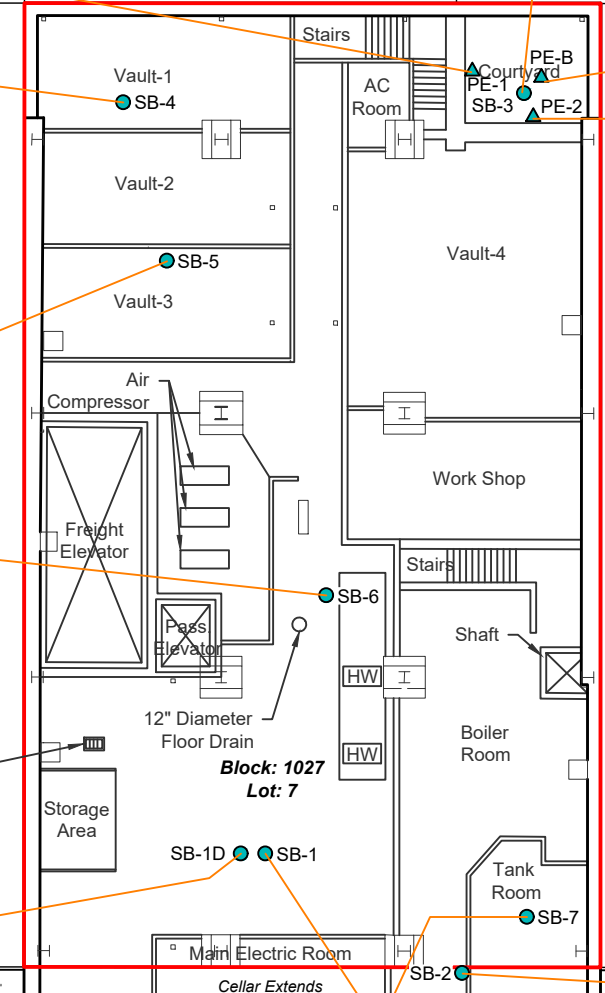 Stairs
PE-B
Courtyard
PE-1
SB-3
PE-2
Vault-1
SB-4
AC
Room
Vault-2
SB-5
Vault-4
Vault-3
Air
Compressor
Work Shop
Freight
Elevator
Stairs
SB-6
Pass.
Elevator
Shaft
HW
12" Diameter
Floor Drain
Boiler
Room
HW
Block: 1027
Lot: 7
Storage
Area
SB-1D
SB-1
Tank
Room
SB-7
Main Electric Room
SB-2
Cellar Extends